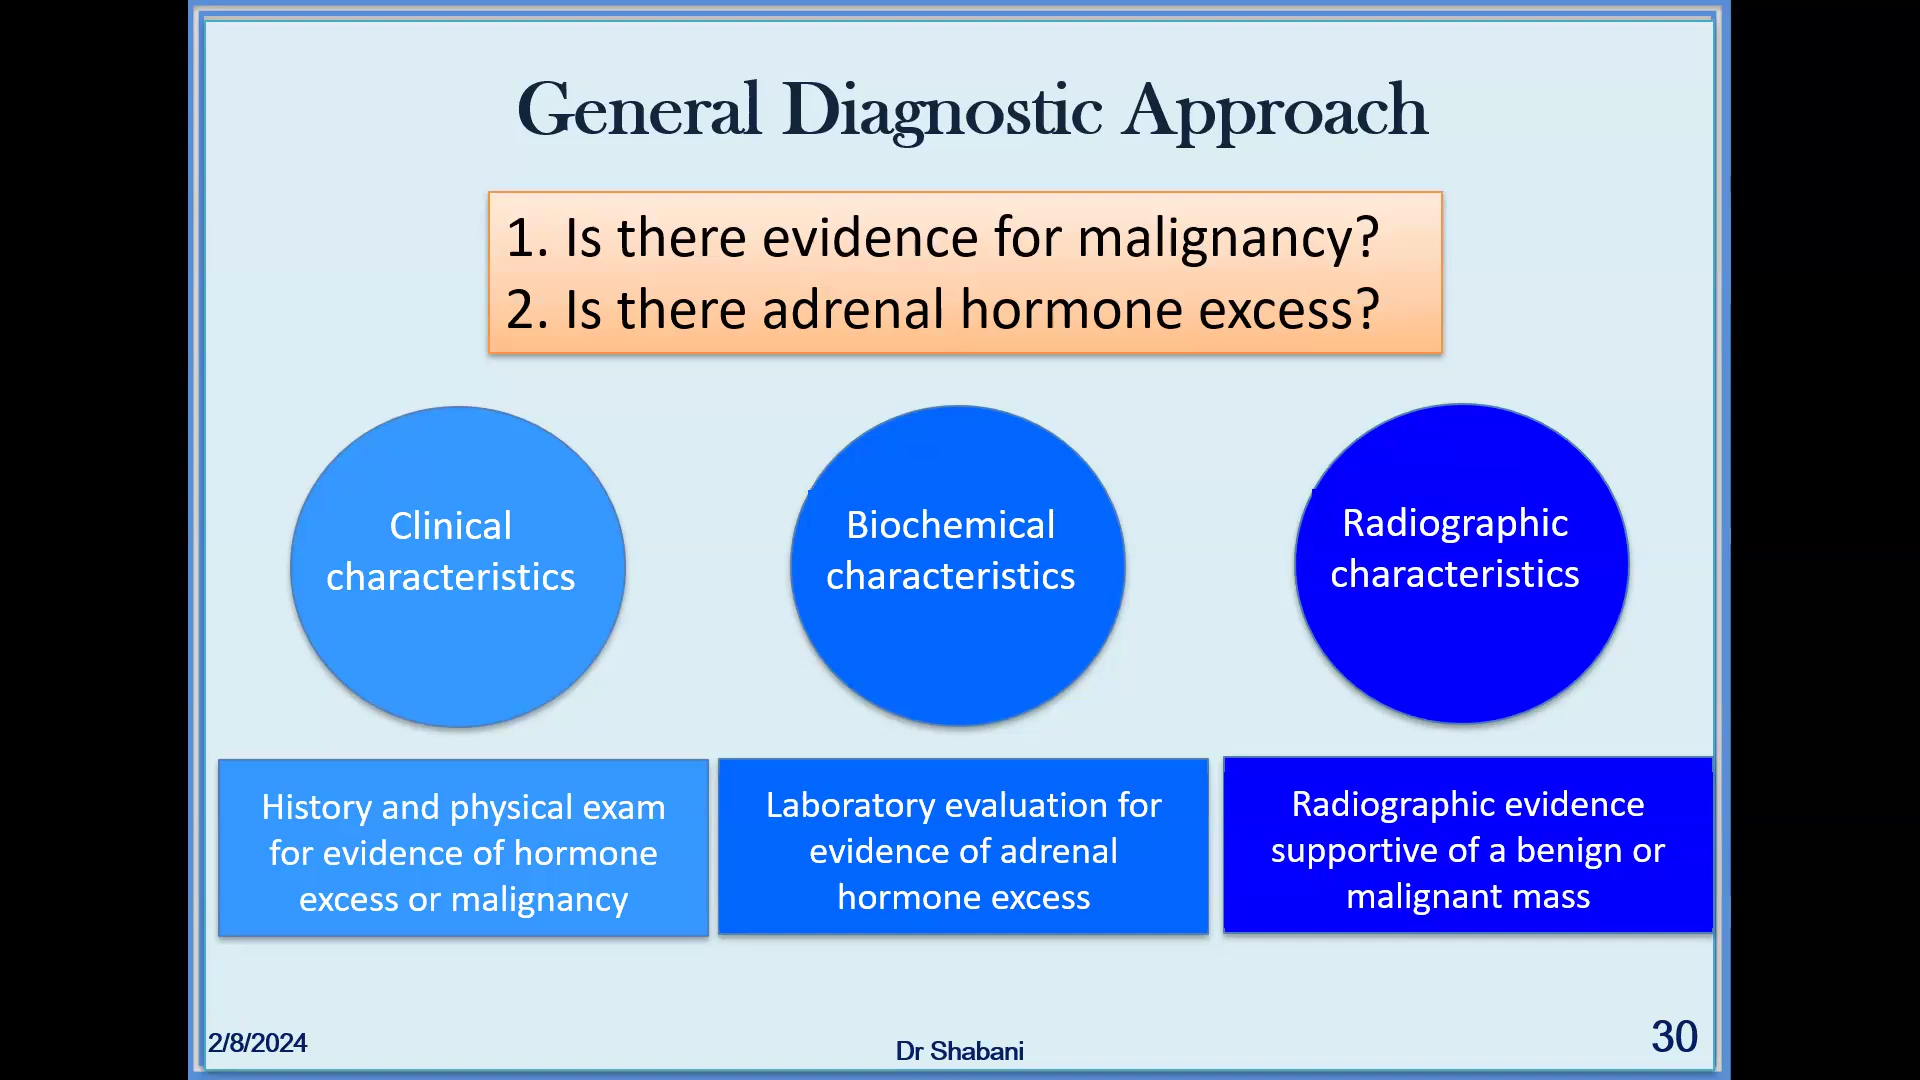 General Diagnostic Approach
1. Is there evidence for malignancy?
2. Is there adrenal hormone excess?
Clinical
characteristics
Biochemical
characteristics
Radiographic
characteristics
History and physical exam
for evidence of hormone
excess or malignancy
Laboratory evaluation for
evidence of adrenal
hormone excess
Radiographic evidence
supportive of a benign or
malignant mass
2/8/2024
Dr Shabani
30